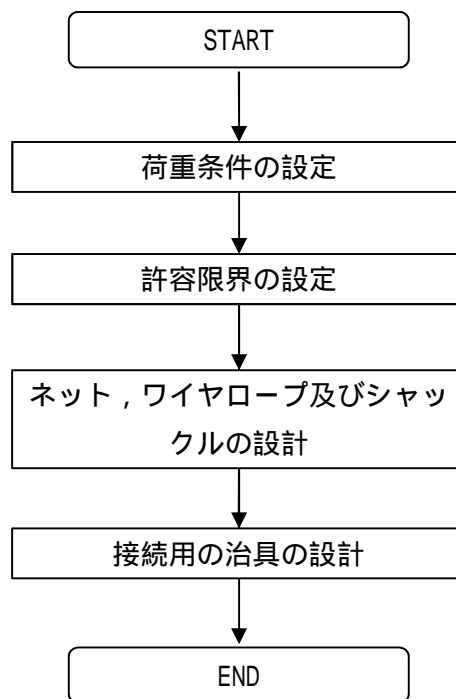 START
荷重条件の設定
許容限界の設定
ネット，ワイヤロープ及びシャッ
クルの設計
接続用の治具の設計
END